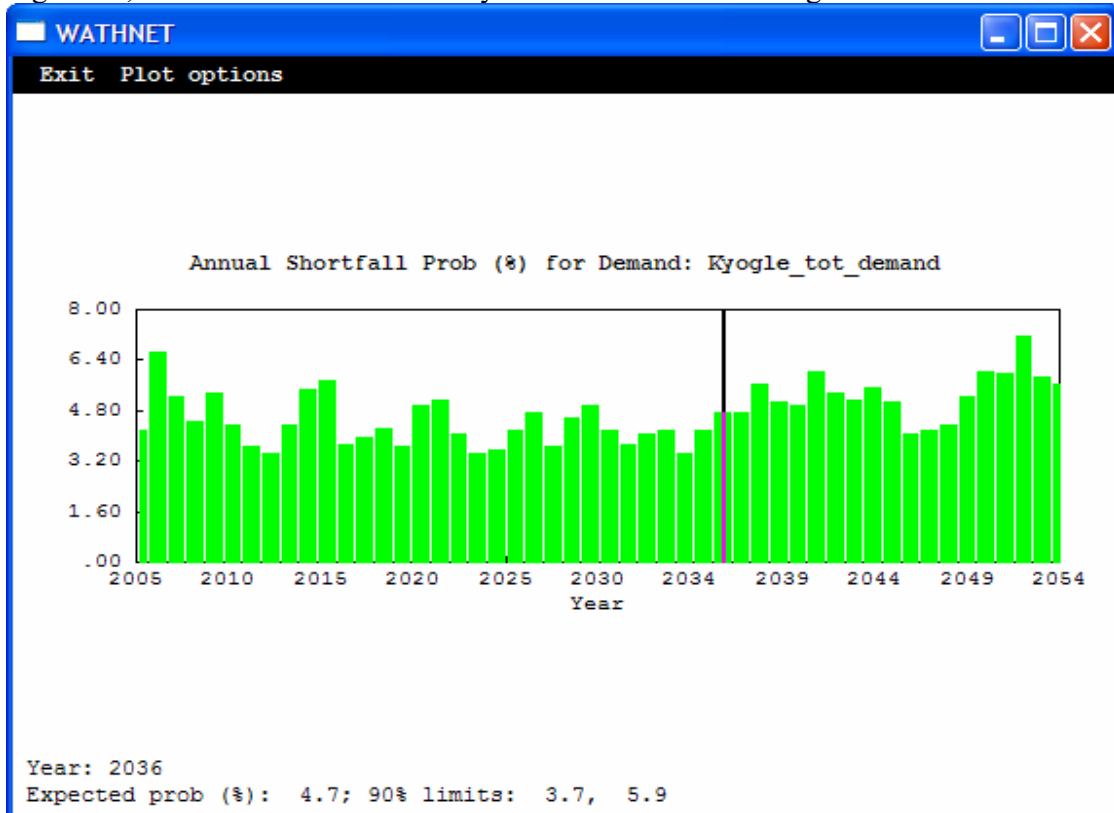 WATHNET
Exit Plot options
Annual Shortfall Prob (%) for Demand: Kyogle_tot_demand
8.00
6.40
4.80
3.20
1.60
.00
2005 2010 2015 2020 2025 2030 2034 2039 2044 2049 2054
Year
Year: 2036
Expected prob (%): 4.7; 90% limits: 3.7, 5.9